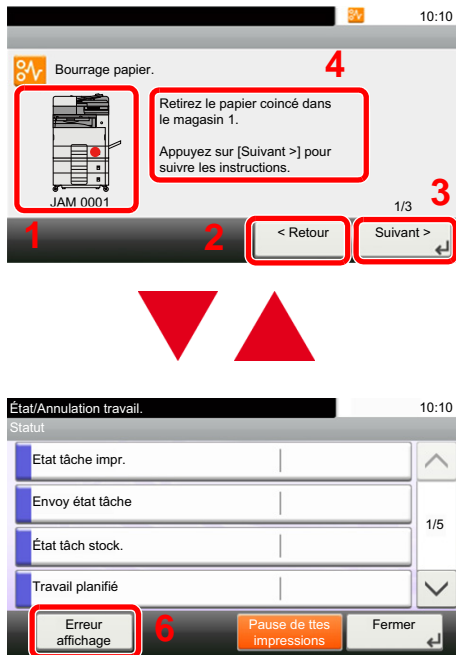 10:10
Bourrage papier.
4
Retirez le papier coincé dans
le magasin 1.
Appuyez sur [Suivant >] pour
suivre les instructions.
JAM 0001
1/3
3
1
2
< Retour
Suivant >
État/Annulation travail.
10:10
Statut
Etat tâche impr.
Envoy état tâche
1/5
État tâch stock.
Travail planifié
Erreur
affichage
6
Pause de ttes
impressions
Fermer